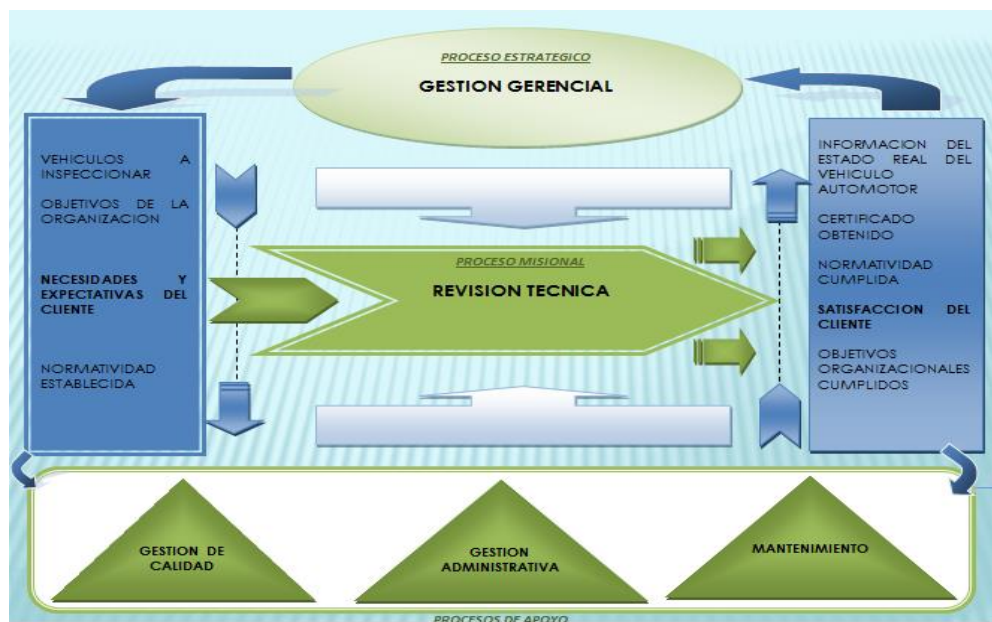 PROCESO ESTRATEGICO
GESTION GERENCIAL
VEHICULOS A
INSPECCIONAR
OBJETIVOS DE LA
ORGANIZACION
NECESIDADES Y
EXPECTATIVAS DEL
CLIENTE
NORMATIVIDAD
ESTABLECIDA
PROCESO MISIONAL
REVISION TECNICA
INFORMACION DEL
ESTADO REAL DEL
VEHICULO
AUTOMOTOR
CERTIFICADO
OBTENIDO
NORMATIVIDAD
CUMPLIDA
SATISFACCION DEL
CLIENTE
OBJETIVOS
ORGANIZACIONALES
CUMPLIDOS
GESTION DE
CALIDAD
GESTION
ADMINISTRATIVA
MANTENIMIENTO
PROCESOS DE APOYO